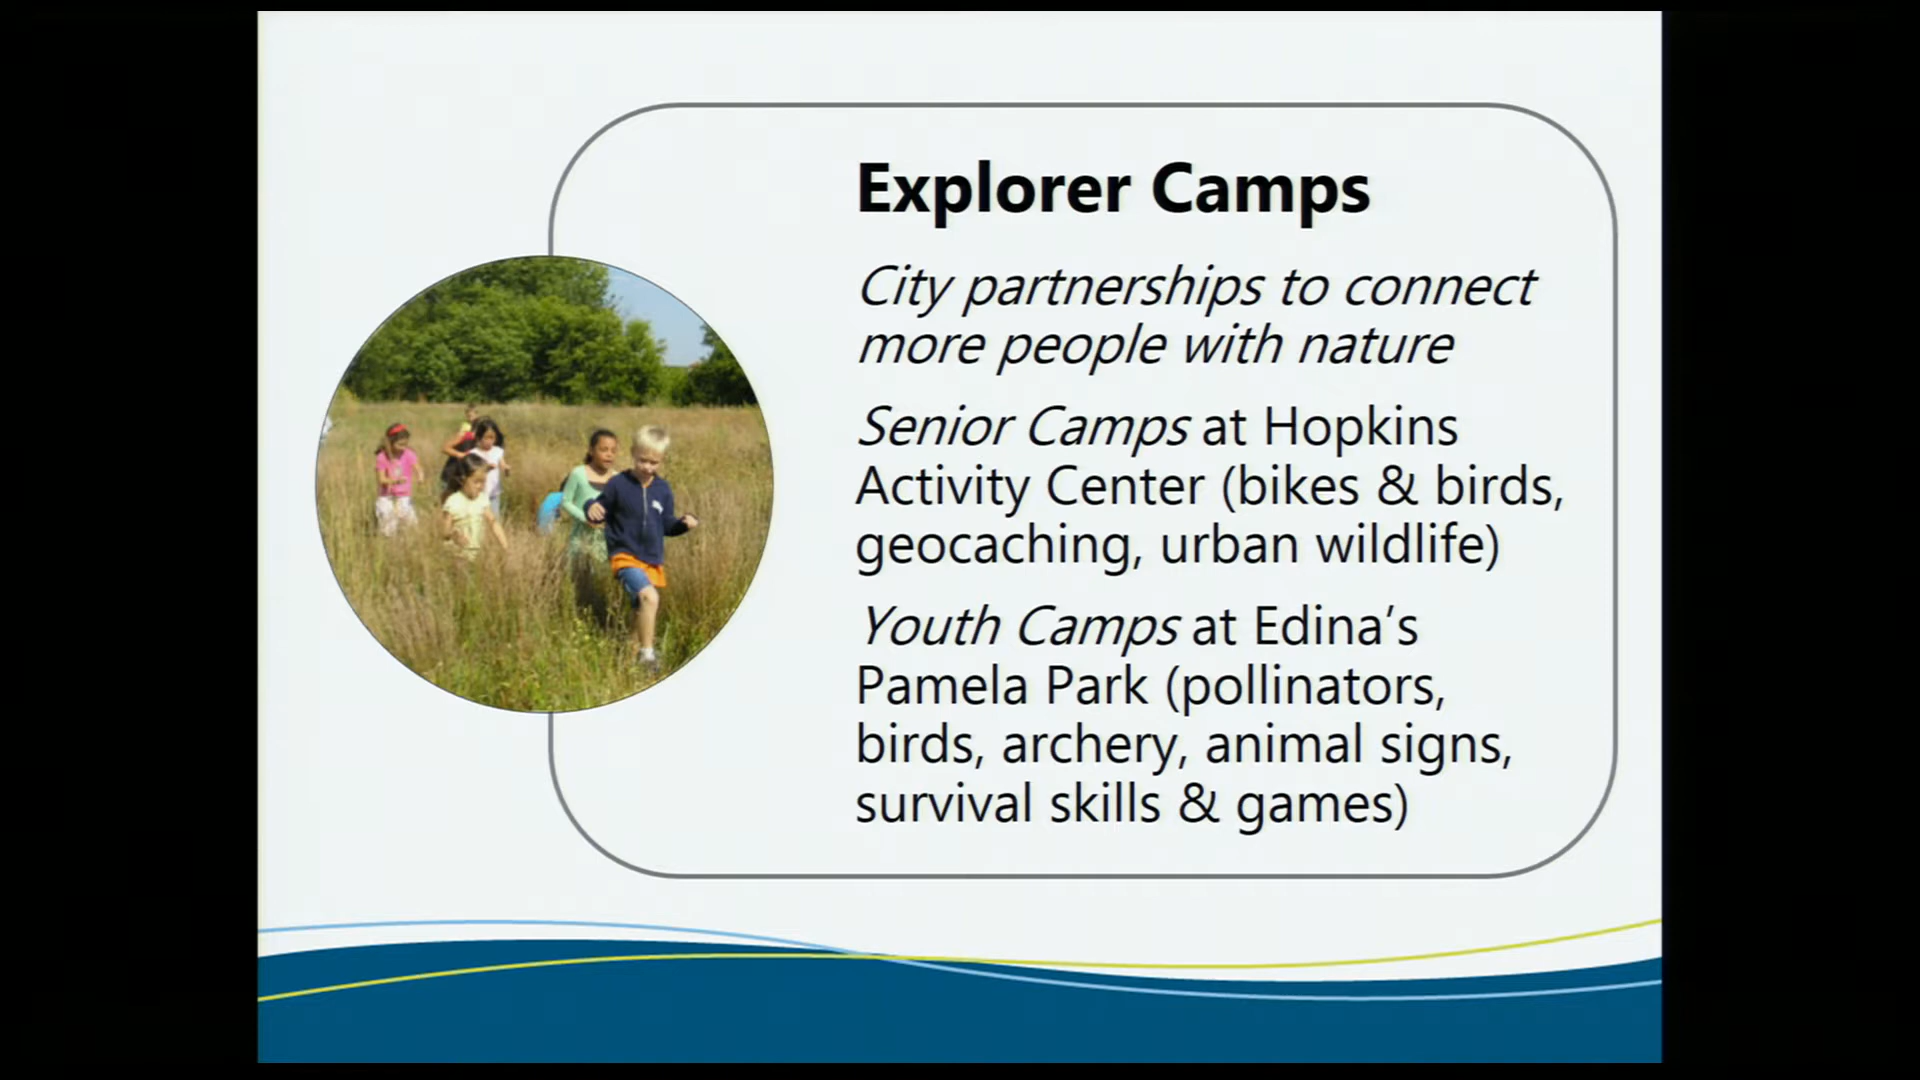 Explorer Camps
City partnerships to connect
more people with nature
Senior Camps at Hopkins
Activity Center (bikes & birds,
geocaching, urban wildlife)
Youth Camps at Edina’s
Pamela Park (pollinators,
birds, archery, animal signs,
survival skills & games)